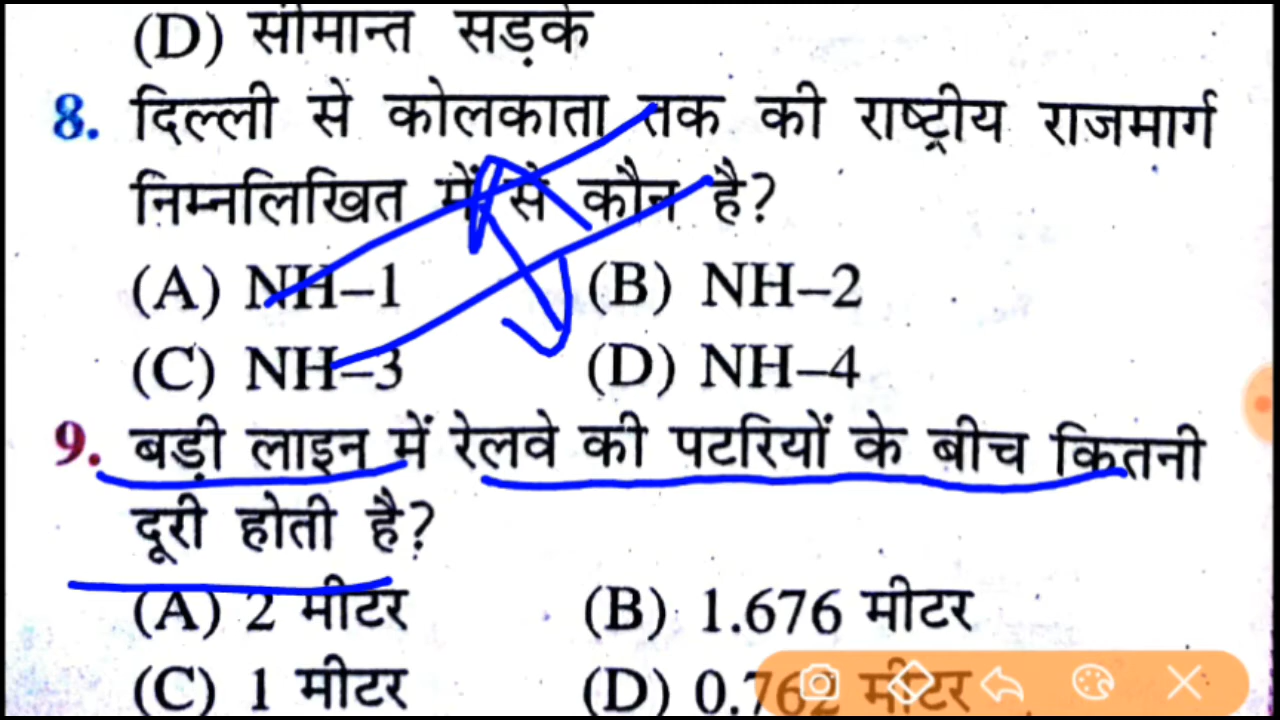 (D) सीमान्त सड़कें
8. दिल्ली से कोलकाता तक की राष्ट्रीय राजमार्ग
निम्नलिखित में से कौन है?
(A) NH–1 (B) NH–2
(C) NH–3 (D) NH–4
9. बड़ी लाइन में रेलवे की पटरियों के बीच कितनी
दूरी होती है?
(A) 2 मीटर (B) 1.676 मीटर
(C) 1 मीटर (D) 0.762 मीटर